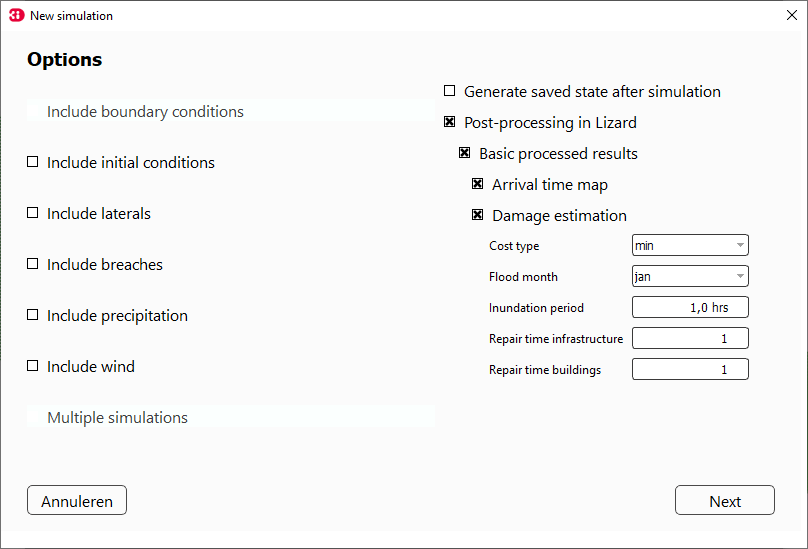 New simulation
Options
Include boundary conditions
Include initial conditions
Include laterals
Include breaches
Include precipitation
Include wind
Multiple simulations
Generate saved state after simulation
Post-processing in Lizard
Basic processed results
Arrival time map
Damage estimation
Cost type min
Flood month jan
Inundation period 1,0 hrs
Repair time infrastructure 1
Repair time buildings 1
Annuleren
Next